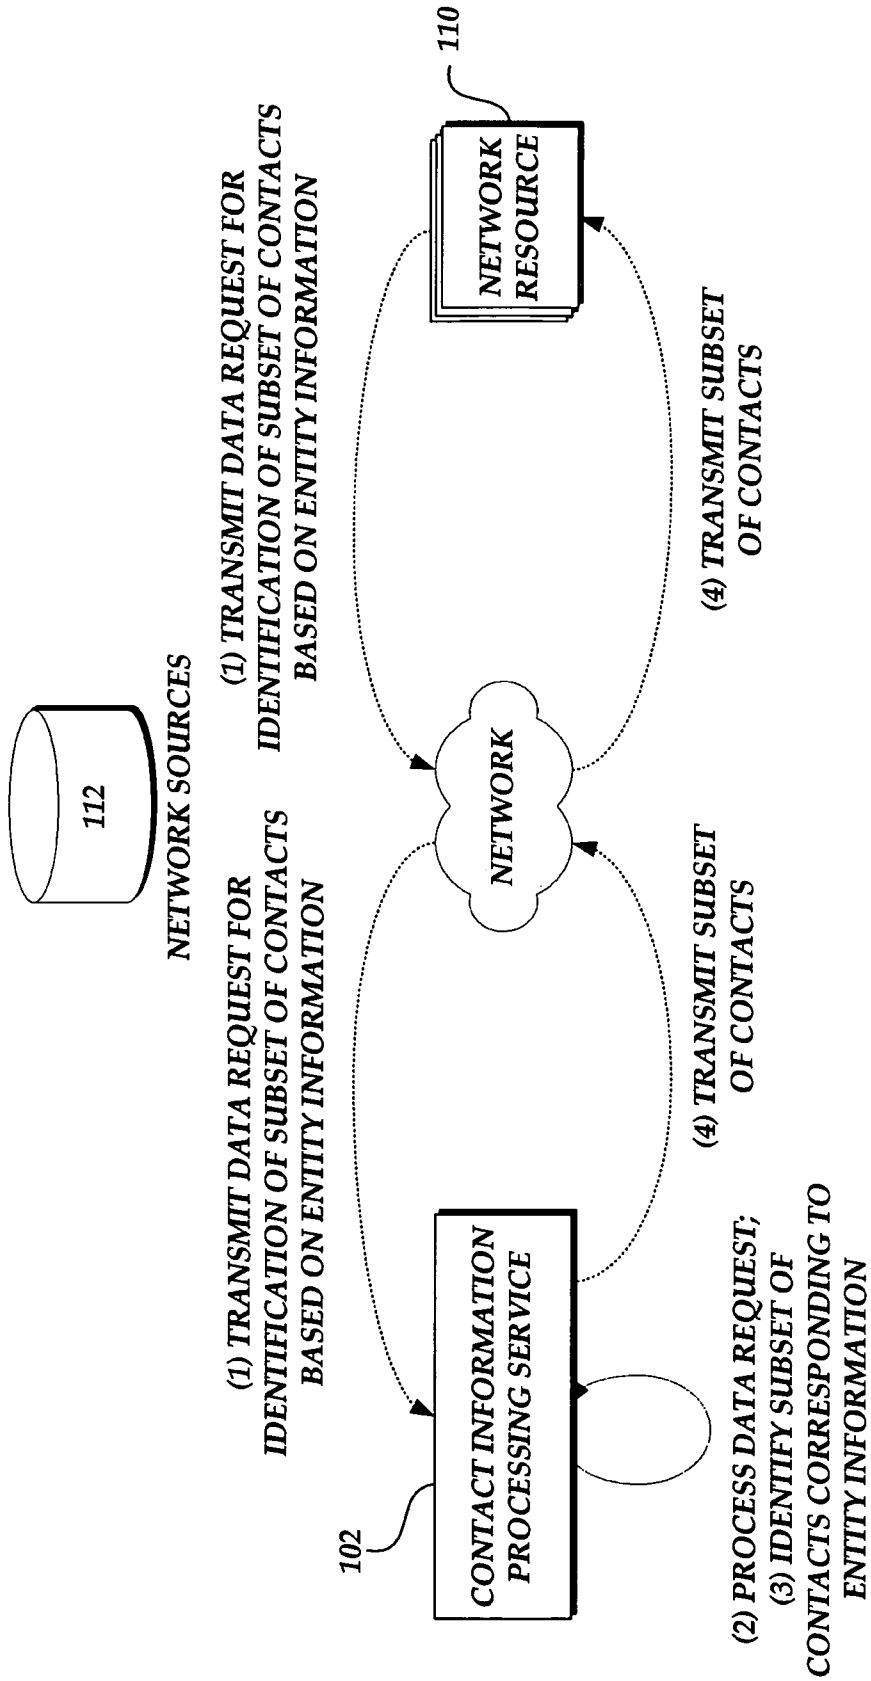 112
NETWORK SOURCES
(1) TRANSMIT DATA REQUEST FOR
IDENTIFICATION OF SUBSET OF CONTACTS
BASED ON ENTITY INFORMATION
(1) TRANSMIT DATA REQUEST FOR
IDENTIFICATION OF SUBSET OF CONTACTS
BASED ON ENTITY INFORMATION
102
CONTACT INFORMATION
PROCESSING SERVICE
NETWORK
110
NETWORK
RESOURCE
(4) TRANSMIT SUBSET
OF CONTACTS
(4) TRANSMIT SUBSET
OF CONTACTS
(2) PROCESS DATA REQUEST;
(3) IDENTIFY SUBSET OF
CONTACTS CORRESPONDING TO
ENTITY INFORMATION